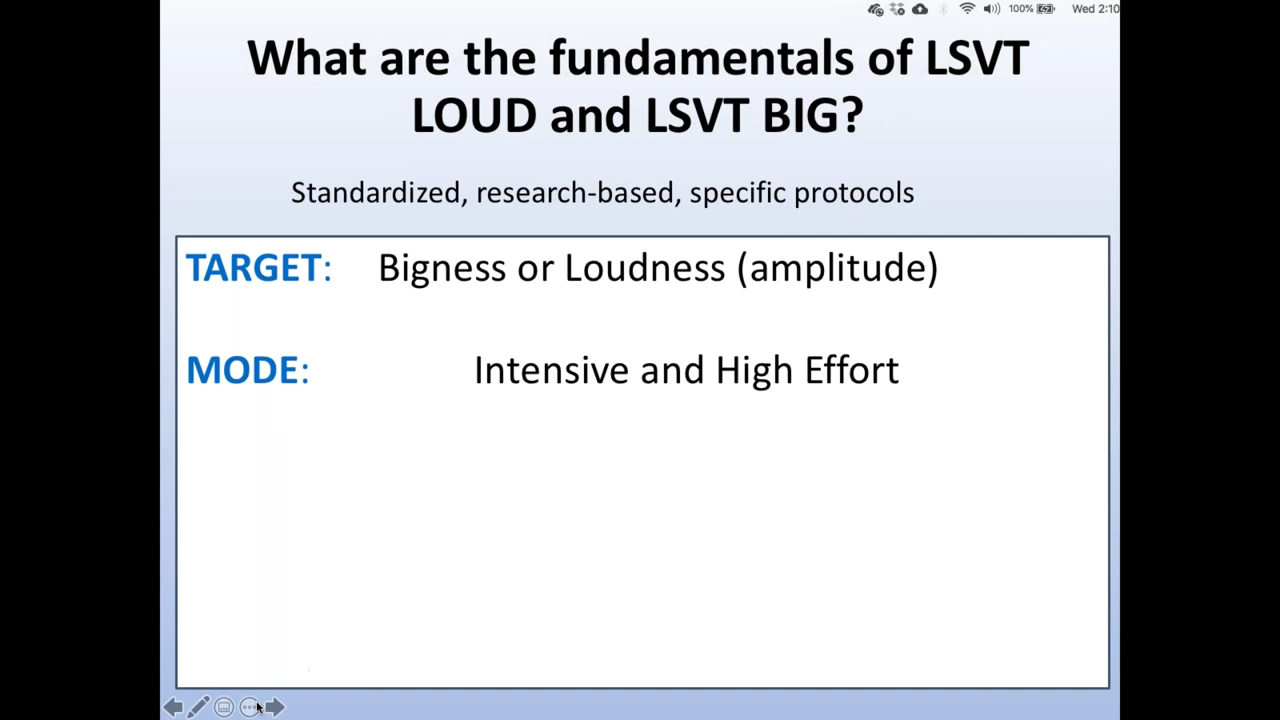 100% Wed 2:10
What are the fundamentals of LSVT
LOUD and LSVT BIG?
Standardized, research-based, specific protocols
TARGET: Bigness or Loudness (amplitude)
MODE: Intensive and High Effort